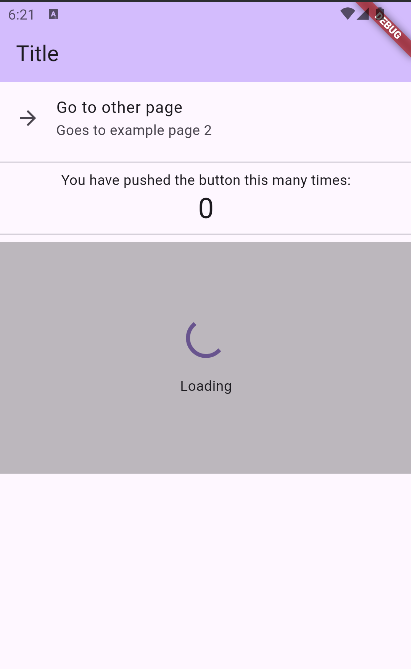 6:21
A
DEBUG
Title
Go to other page
Goes to example page 2
You have pushed the button this many times:
0
Loading